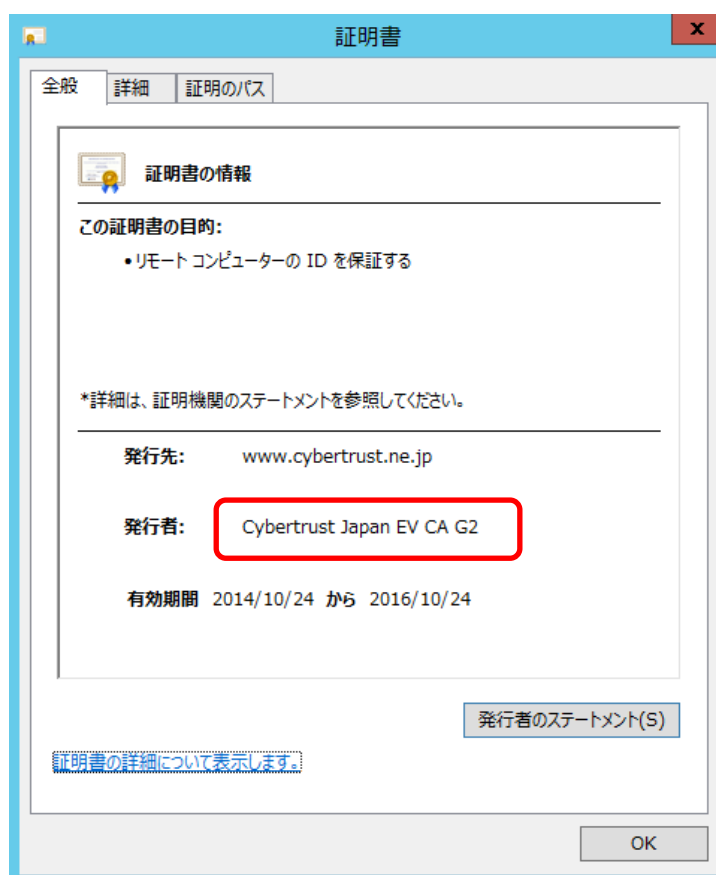 証明書
x
全般 詳細 証明のパス
証明書の情報
この証明書の目的:
•リモート コンピューターの ID を保証する
*詳細は、証明機関のステートメントを参照してください。
発行先: www.cybertrust.ne.jp
発行者: Cybertrust Japan EV CA G2
有効期間 2014/10/24 から 2016/10/24
発行者のステートメント(S)
証明書の詳細について表示します。
OK